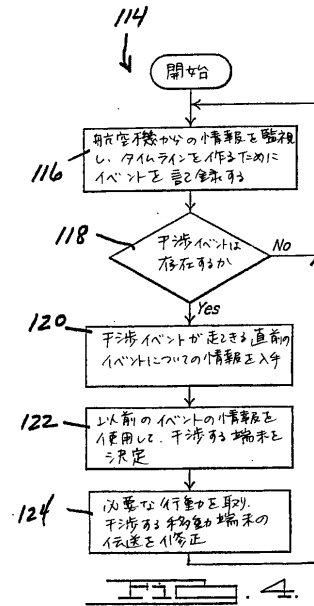 114
開始
116
航空機からの情報を監視
し、タイムラインを作るために
イベントを記録する
118
干渉イベントは
存在するか
No
Yes
120
干渉イベントが起きる直前の
イベントについての情報を入手
122
以前のイベントの情報を
使用して、干渉する端末を
決定
124
必要な行動を取り、
干渉する移動端末の
伝送を修正
FIG. 4.